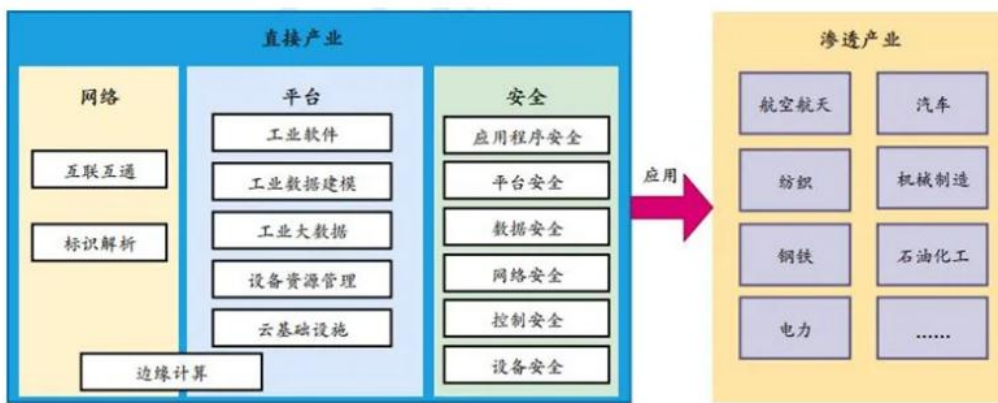 直接产业
网络
互联互通
标识解析
边缘计算
平台
工业软件
工业数据建模
工业大数据
设备资源管理
云基础设施
安全
应用程序安全
平台安全
数据安全
网络安全
控制安全
设备安全
应用
渗透产业
航空航天
汽车
纺织
机械制造
钢铁
石油化工
电力
……